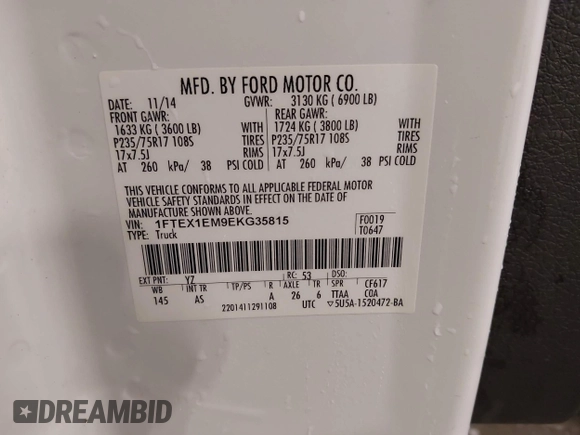 MFD. BY FORD MOTOR CO.
DATE: 11/14 GVWR: 3130 KG ( 6900 LB)
FRONT GAWR: REAR GAWR:
1633 KG ( 3600 LB) WITH 1724 KG ( 3800 LB) WITH
P235/75R17 108S TIRES P235/75R17 108S TIRES
17x7.5J RIMS 17x7.5J RIMS
AT 260 kPa/ 38 PSI COLD AT 260 kPa/ 38 PSI COLD
THIS VEHICLE CONFORMS TO ALL APPLICABLE FEDERAL MOTOR
VEHICLE SAFETY STANDARDS IN EFFECT ON THE DATE OF
MANUFACTURE SHOWN ABOVE.
VIN: 1FTEX1EM9EKG35815 F0019
TYPE: Truck T0647
EXT PNT: YZ RC: 53 DSO:
WB INT TR TP/PS R AXLE TR SPR CF617
145 AS A 26 6 TTAA COA
2201411291108 UTC ▽5U5A-1520472-BA
DREAMBID